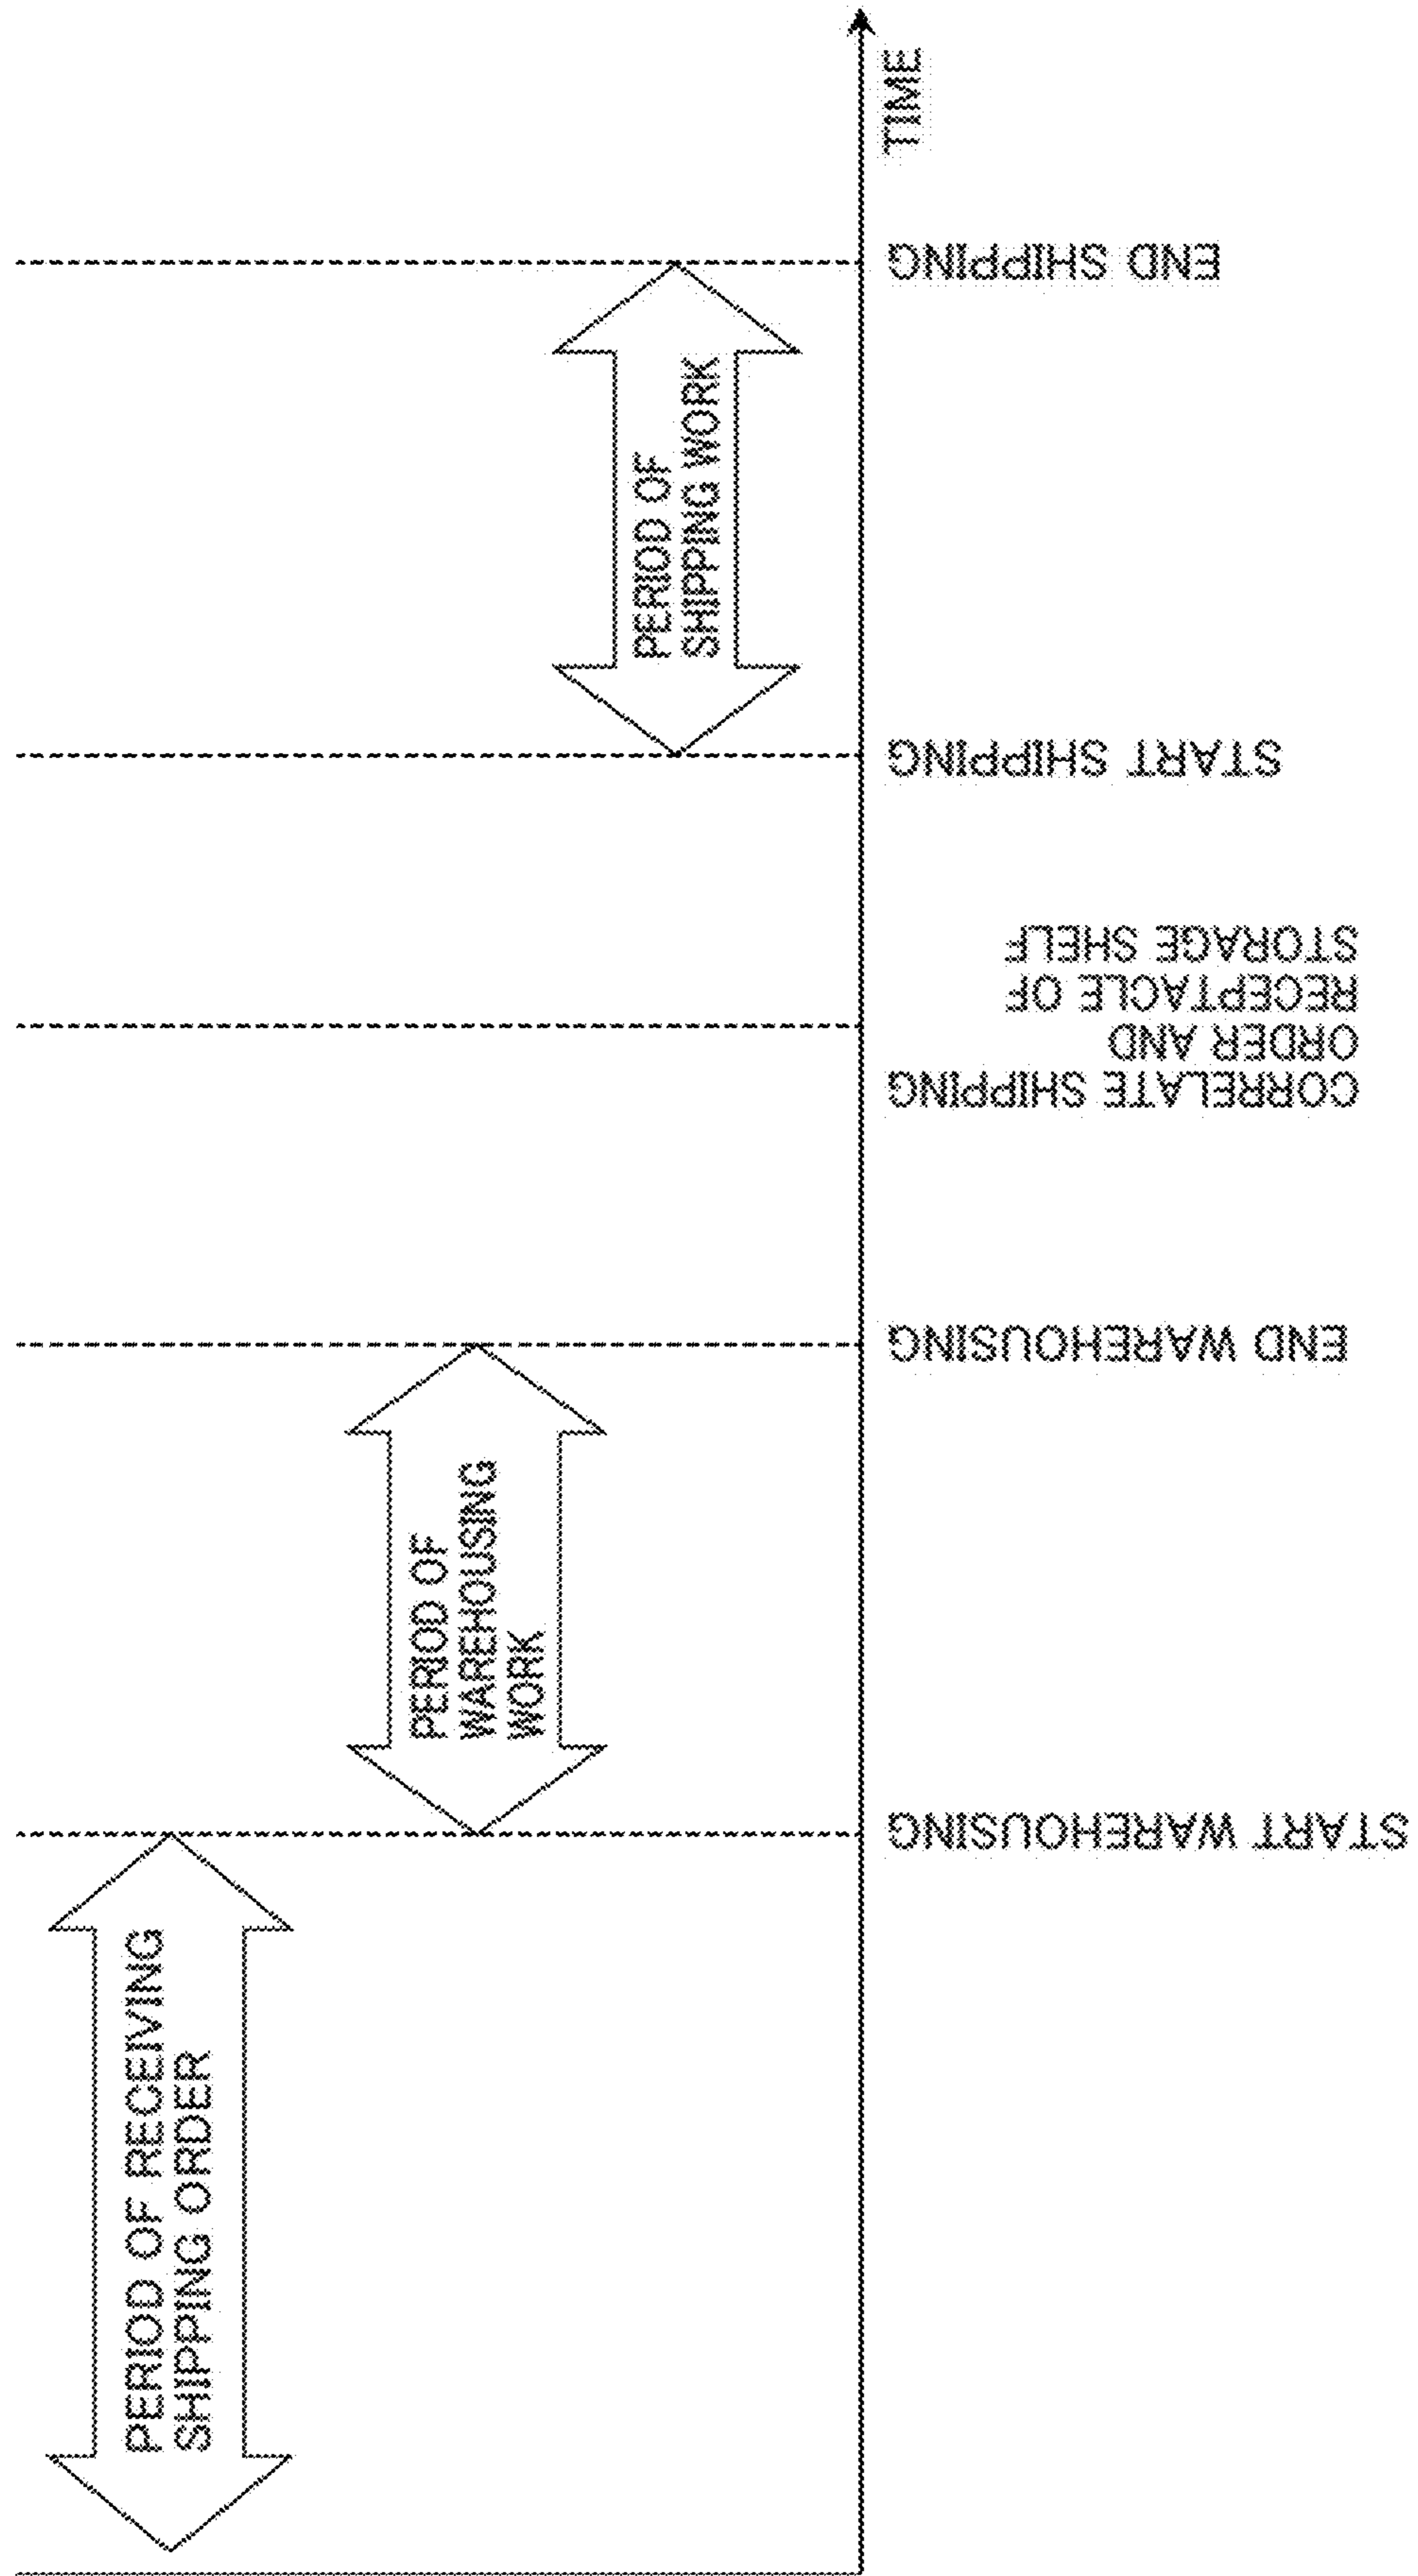 PERIOD OF RECEIVING
SHIPPING ORDER
PERIOD OF
WAREHOUSING
WORK
PERIOD OF
SHIPPING WORK
TIME
START WAREHOUSING
END WAREHOUSING
CORRELATE SHIPPING
ORDER AND
RECEPTACLE OF
STORAGE SHELF
START SHIPPING
END SHIPPING